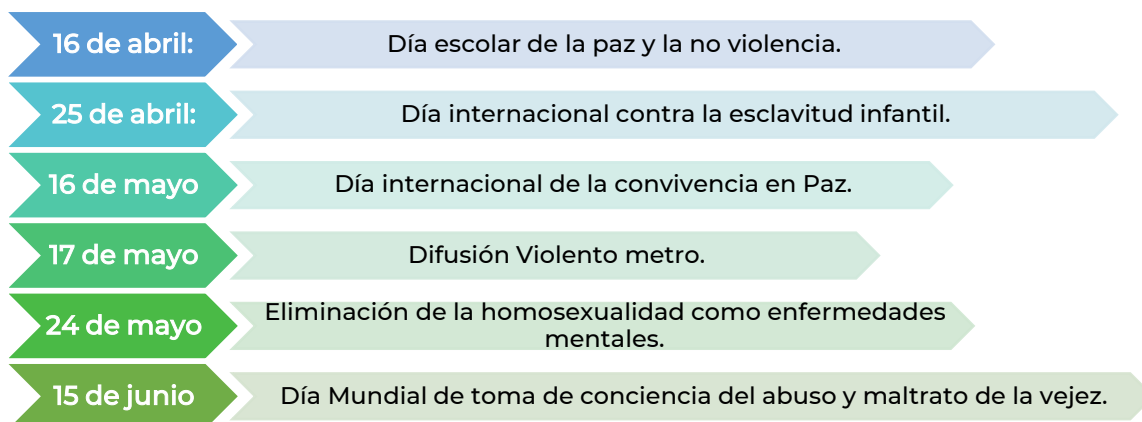 16 de abril:
Día escolar de la paz y la no violencia.
25 de abril:
Día internacional contra la esclavitud infantil.
16 de mayo
Día internacional de la convivencia en Paz.
17 de mayo
Difusión Violento metro.
24 de mayo
Eliminación de la homosexualidad como enfermedades
mentales.
15 de junio
Día Mundial de toma de conciencia del abuso y maltrato de la vejez.